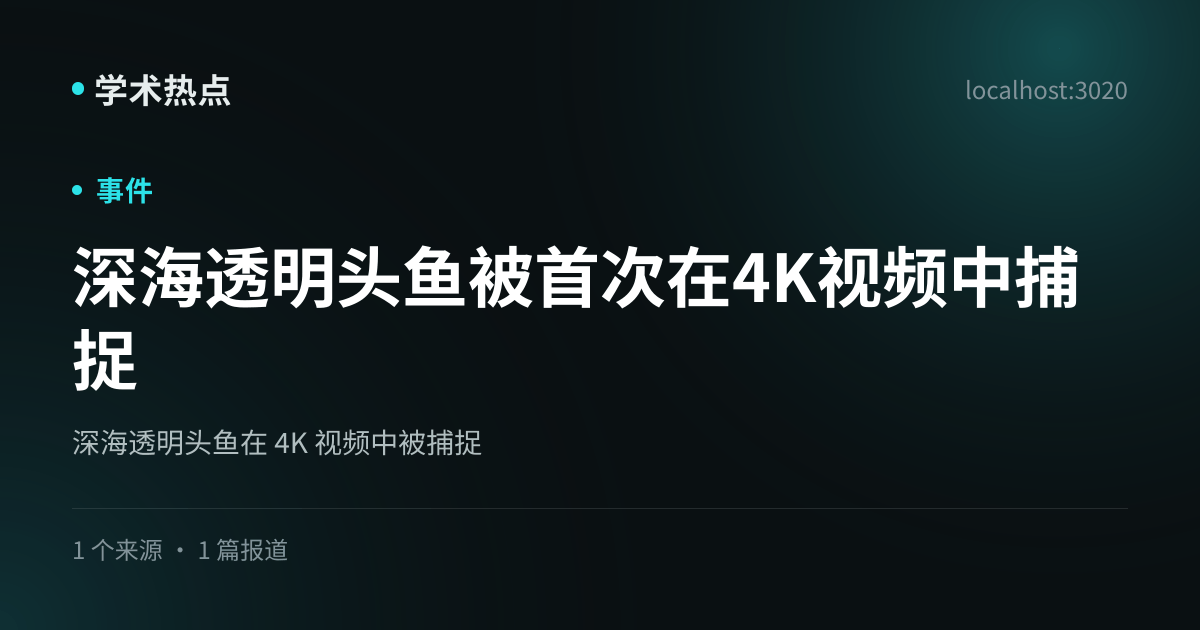 学术热点
localhost:3020
事件
深海透明头鱼被首次在4K视频中捕
捉
深海透明头鱼在 4K 视频中被捕捉
1 个来源 · 1 篇报道